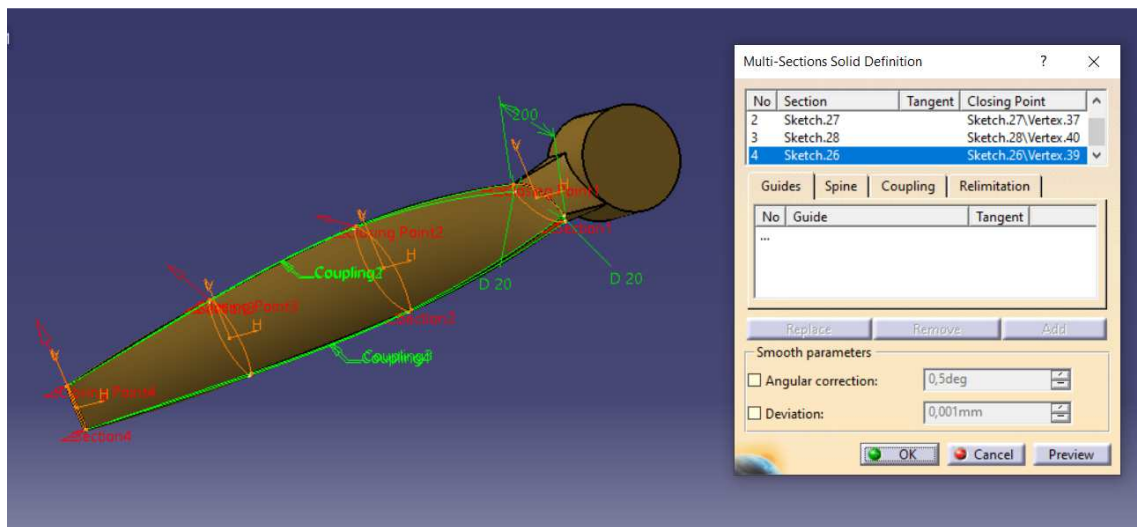 Multi-Sections Solid Definition ? X
No Section Tangent Closing Point
2 Sketch.27 Sketch.27\Vertex.37
3 Sketch.28 Sketch.28\Vertex.40
4 Sketch.26 Sketch.26\Vertex.39
Guides Spine Coupling Relimitation
No Guide Tangent
...
Replace Remove Add
Smooth parameters
Angular correction: 0,5deg
Deviation: 0,001mm
OK Cancel Preview
200
V
H
Section1
V
Closing Point2
H
Coupling2
D 20
D 20
V
H
Coupling
V
H
Section4